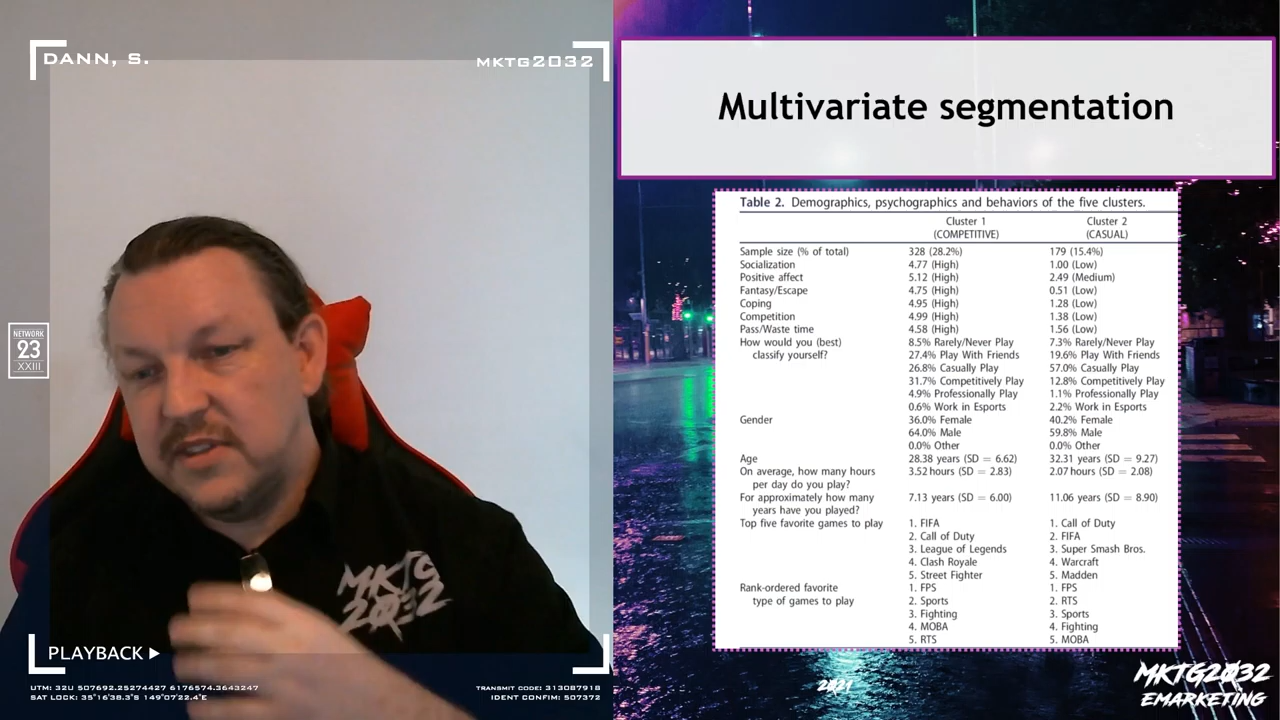 DANN, S.
MKTG2032
NETWORK
23
XXIII
MKTG
2032
PLAYBACK
UTM: 32U 507692.25274427 6176574.3643247
SAT LOCK: 35°16'38.3"S 149°07'22.4"E
TRANSMIT CODE: 313087918
IDENT CONFIM: 507372
Multivariate segmentation
Table 2. Demographics, psychographics and behaviors of the five clusters.
Cluster 1 Cluster 2
(COMPETITIVE) (CASUAL)
Sample size (% of total) 328 (28.2%) 179 (15.4%)
Socialization 4.77 (High) 1.00 (Low)
Positive affect 5.12 (High) 2.49 (Medium)
Fantasy/Escape 4.75 (High) 0.51 (Low)
Coping 4.95 (High) 1.28 (Low)
Competition 4.99 (High) 1.38 (Low)
Pass/Waste time 4.58 (High) 1.56 (Low)
How would you (best) 8.5% Rarely/Never Play 7.3% Rarely/Never Play
classify yourself? 27.4% Play With Friends 19.6% Play With Friends
26.8% Casually Play 57.0% Casually Play
31.7% Competitively Play 12.8% Competitively Play
4.9% Professionally Play 1.1% Professionally Play
0.6% Work in Esports 2.2% Work in Esports
Gender 36.0% Female 40.2% Female
64.0% Male 59.8% Male
0.0% Other 0.0% Other
Age 28.38 years (SD = 6.62) 32.31 years (SD = 9.27)
On average, how many hours 3.52 hours (SD = 2.83) 2.07 hours (SD = 2.08)
per day do you play?
For approximately how many 7.13 years (SD = 6.00) 11.06 years (SD = 8.90)
years have you played?
Top five favorite games to play 1. FIFA 1. Call of Duty
2. Call of Duty 2. FIFA
3. League of Legends 3. Super Smash Bros.
4. Clash Royale 4. Warcraft
5. Street Fighter 5. Madden
Rank-ordered favorite 1. FPS 1. FPS
type of games to play 2. Sports 2. RTS
3. Fighting 3. Sports
4. MOBA 4. Fighting
5. RTS 5. MOBA
2021
MKTG2032
EMARKETING